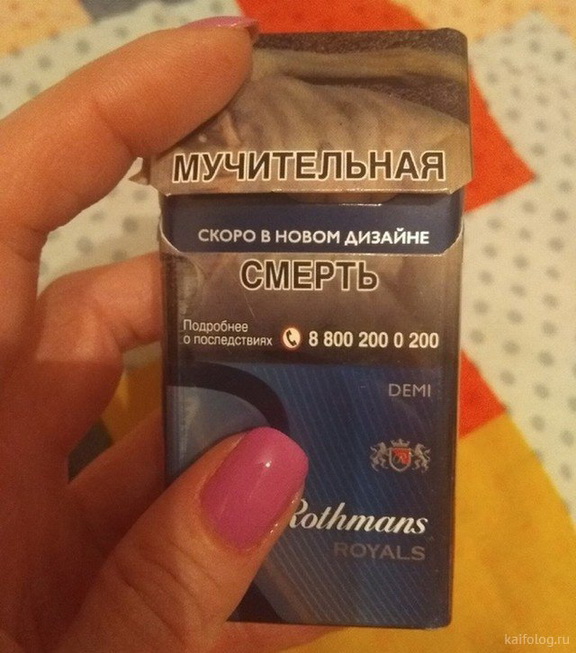 МУЧИТЕЛЬНАЯ
СКОРО В НОВОМ ДИЗАЙНЕ
СМЕРТЬ
Подробнее
о последствиях 8 800 200 0 200
DEMI
Rothmans
ROYALS
kaifolog.ru